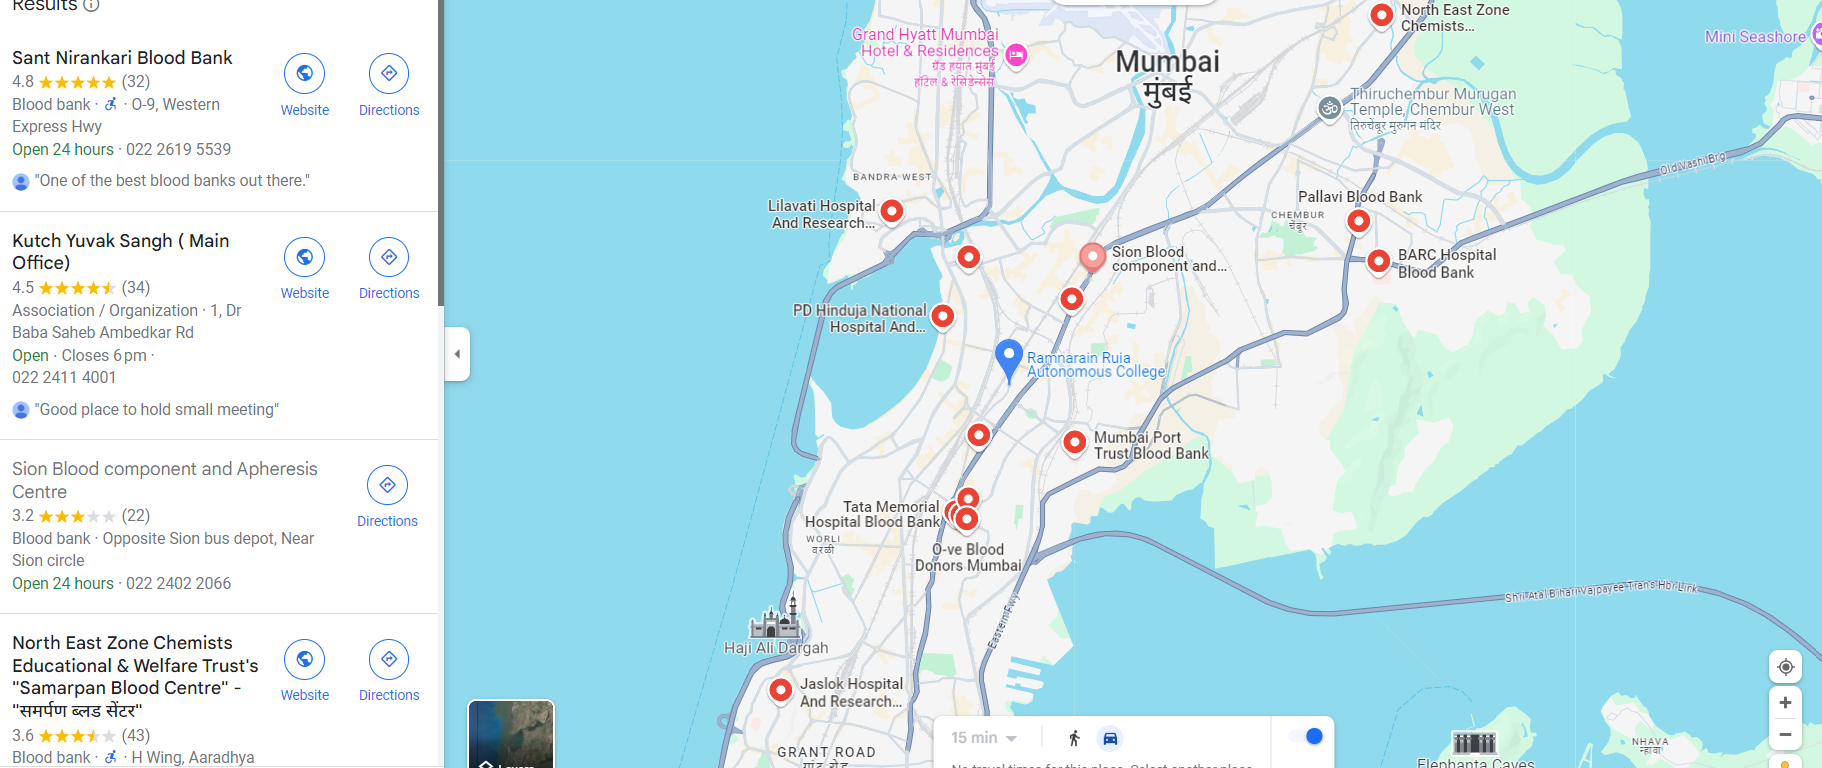 Results
Sant Nirankari Blood Bank
4.8 (32)
Blood bank · · O-9, Western
Express Hwy
Open 24 hours · 022 2619 5539
"One of the best blood banks out there."
Website
Directions
Kutch Yuvak Sangh ( Main
Office)
4.5 (34)
Association / Organization · 1, Dr
Baba Saheb Ambedkar Rd
Open · Closes 6 pm ·
022 2411 4001
"Good place to hold small meeting"
Website
Directions
Sion Blood component and Apheresis
Centre
3.2 (22)
Blood bank · Opposite Sion bus depot, Near
Sion circle
Open 24 hours · 022 2402 2066
Directions
North East Zone Chemists
Educational & Welfare Trust's
"Samarpan Blood Centre" -
"समर्पण ब्लड सेंटर"
3.6 (43)
Blood bank · · H Wing, Aaradhya
Website
Directions
North East Zone
Chemists...
Grand Hyatt Mumbai
Hotel & Residences
ग्रँड हयात मुंबई
हॉटेल & रेसिडेन्सेस
Mumbai
मुंबई
Mini Seashore
Thiruchembur Murugan
Temple, Chembur West
तिरुचेंबूर मुरुगन मंदिर
Old Vashi Brg
BANDRA WEST
Lilavati Hospital
And Research...
Pallavi Blood Bank
CHEMBUR
चेंबूर
Sion Blood
component and...
BARC Hospital
Blood Bank
PD Hinduja National
Hospital And...
Ramnarain Ruia
Autonomous College
Mumbai Port
Trust Blood Bank
Tata Memorial
Hospital Blood Bank
WORLI
वरळी
O-ve Blood
Donors Mumbai
Eastern Fwy
Shri Atal Bihari Vajpayee Trans Hbr Link
Haji Ali Dargah
Jaslok Hospital
And Research...
GRANT ROAD
ग्रांट रोड
Layers
15 min
No travel times for this place. Select another place
NHAVA
न्हावा
Elephanta Caves